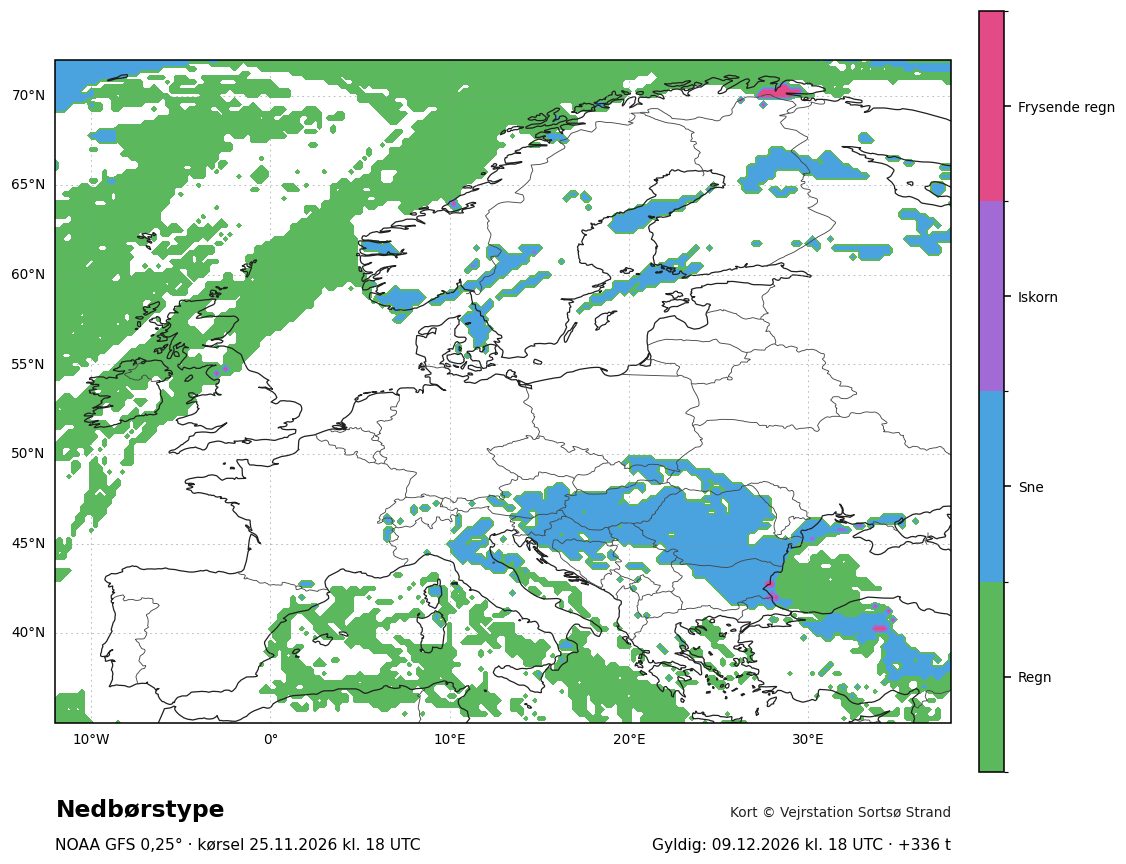 70°N
65°N
60°N
55°N
50°N
45°N
40°N
10°W
0°
10°E
20°E
30°E
Frysende regn
Iskorn
Sne
Regn
Nedbørstype
Kort © Vejrstation Sortsø Strand
NOAA GFS 0,25° · kørsel 25.11.2026 kl. 18 UTC
Gyldig: 09.12.2026 kl. 18 UTC · +336 t